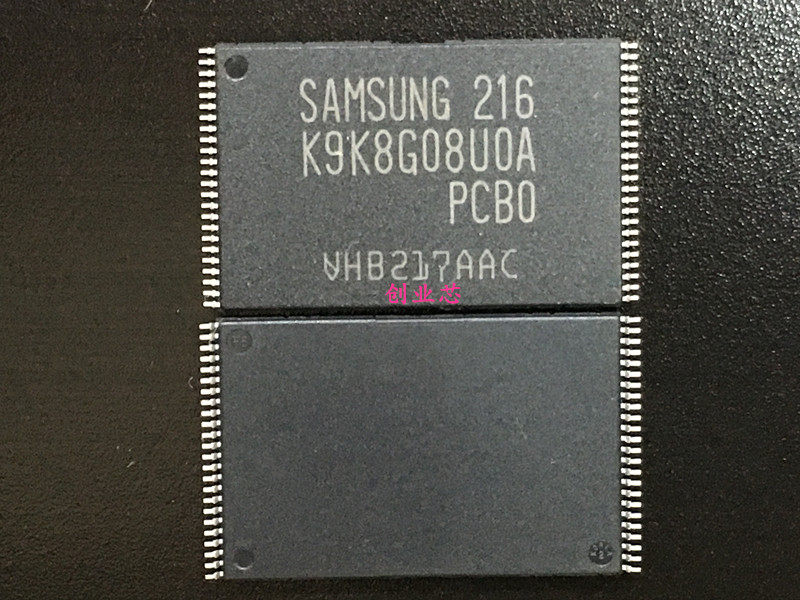 SAMSUNG 216
K9K8G08U0A
PCB0
VHB217AAC
创业芯